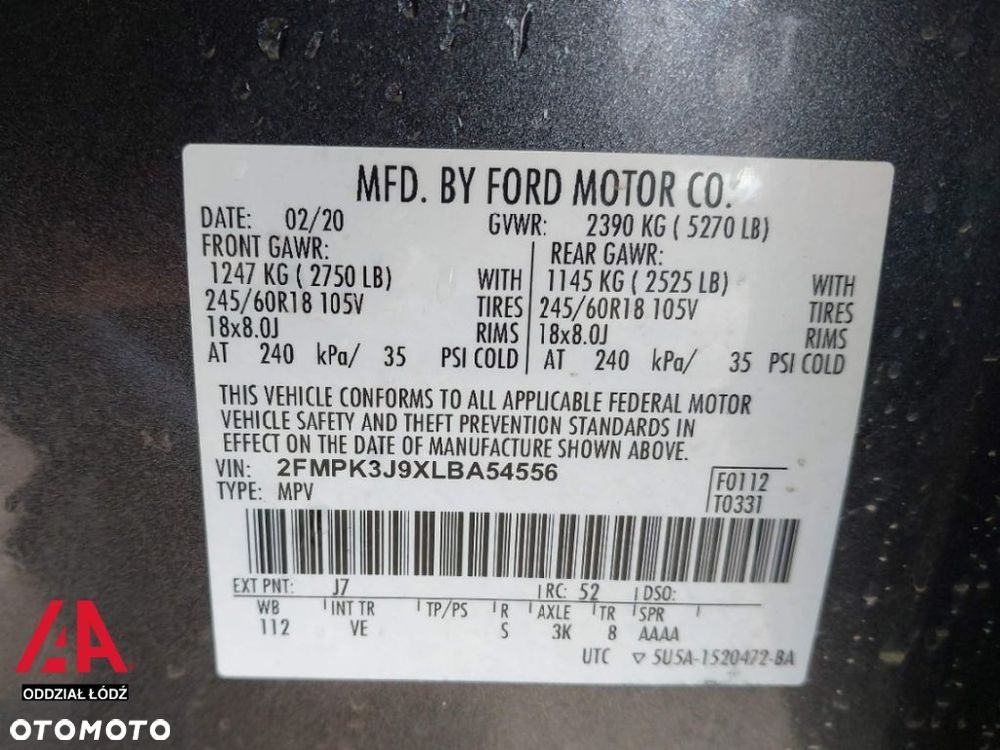 MFD. BY FORD MOTOR CO.
DATE: 02/20 GVWR: 2390 KG ( 5270 LB)
FRONT GAWR: REAR GAWR:
1247 KG ( 2750 LB) WITH 1145 KG ( 2525 LB) WITH
245/60R18 105V TIRES 245/60R18 105V TIRES
18x8.0J RIMS 18x8.0J RIMS
AT 240 kPa/ 35 PSI COLD AT 240 kPa/ 35 PSI COLD
THIS VEHICLE CONFORMS TO ALL APPLICABLE FEDERAL MOTOR
VEHICLE SAFETY AND THEFT PREVENTION STANDARDS IN
EFFECT ON THE DATE OF MANUFACTURE SHOWN ABOVE.
VIN: 2FMPK3J9XLBA54556
F0112
TYPE: MPV
T0331
EXT PNT: J7 RC: 52 DSO:
WB INT TR TP/PS R AXLE TR SPR
112 VE S 3K 8 AAAA
UTC ▽ 5U5A-1520472-BA
AA
ODDZIAŁ ŁÓDŹ
OTOMOTO